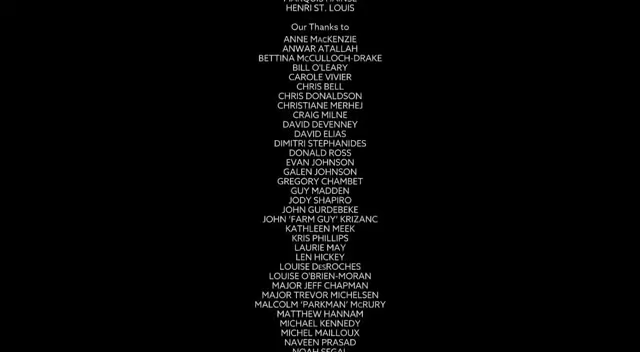 HENRI ST. LOUIS
Our Thanks to
ANNE MACKENZIE
ANWAR ATALLAH
BETTINA McCULLOCH-DRAKE
BILL O'LEARY
CAROLE VIVIER
CHRIS BELL
CHRIS DONALDSON
CHRISTIANE MERHEJ
CRAIG MILNE
DAVID DEVENNEY
DAVID ELIAS
DIMITRI STEPHANIDES
DONALD ROSS
EVAN JOHNSON
GALEN JOHNSON
GREGORY CHAMBET
GUY MADDEN
JODY SHAPIRO
JOHN GURDEBEKE
JOHN 'FARM GUY' KRIZANC
KATHLEEN MEEK
KRIS PHILLIPS
LAURIE MAY
LEN HICKEY
LOUISE DesROCHES
LOUISE O'BRIEN-MORAN
MAJOR JEFF CHAPMAN
MAJOR TREVOR MICHELSEN
MALCOLM 'PARKMAN' McRURY
MATTHEW HANNAM
MICHAEL KENNEDY
MICHEL MAILLOUX
NAVEEN PRASAD
NOAH SEGAL